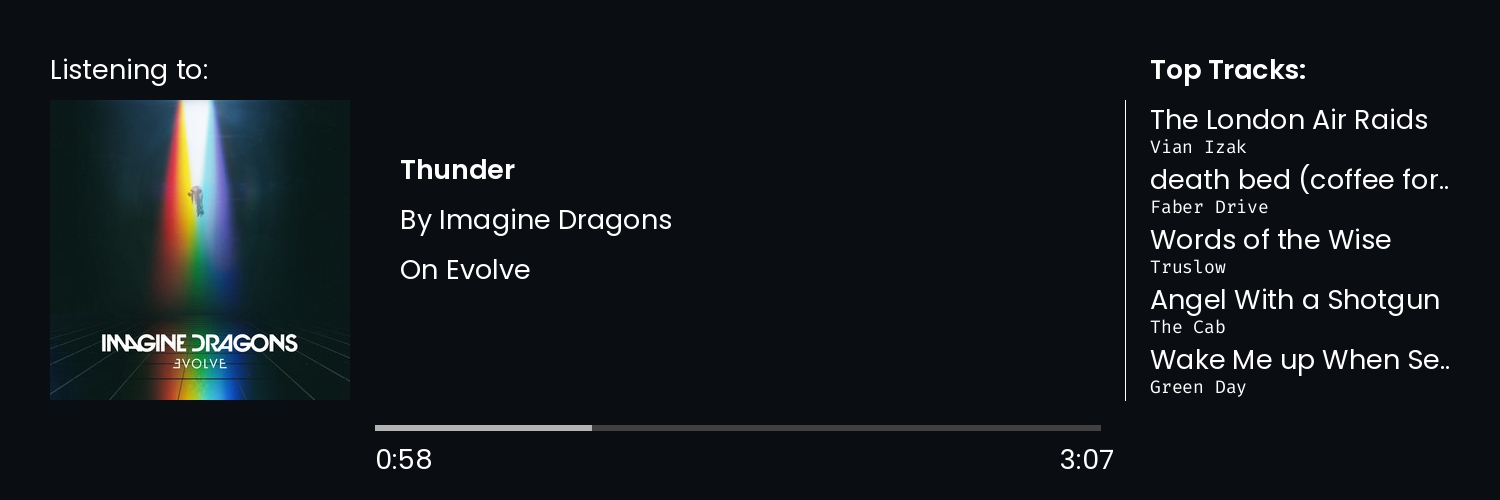 Listening to:
IMAGINE DRAGONS
EVOLVE
Thunder
By Imagine Dragons
On Evolve
0:58
3:07
Top Tracks:
The London Air Raids
Vian Izak
death bed (coffee for..
Faber Drive
Words of the Wise
Truslow
Angel With a Shotgun
The Cab
Wake Me up When Se..
Green Day